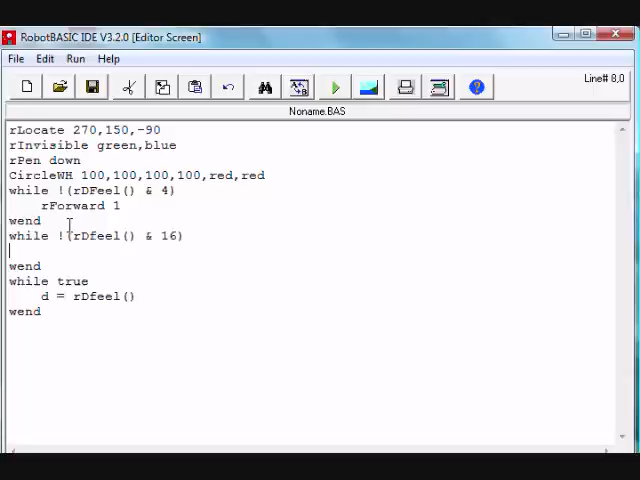 RobotBASIC IDE V3.2.0 [Editor Screen]
File Edit Run Help
Line# 8,0
Noname.BAS
rLocate 270,150,-90
rInvisible green,blue
rPen down
CircleWH 100,100,100,100,red,red
while !(rDFeel() & 4)
rForward 1
wend
while !(rDfeel() & 16)
wend
while true
d = rDfeel()
wend